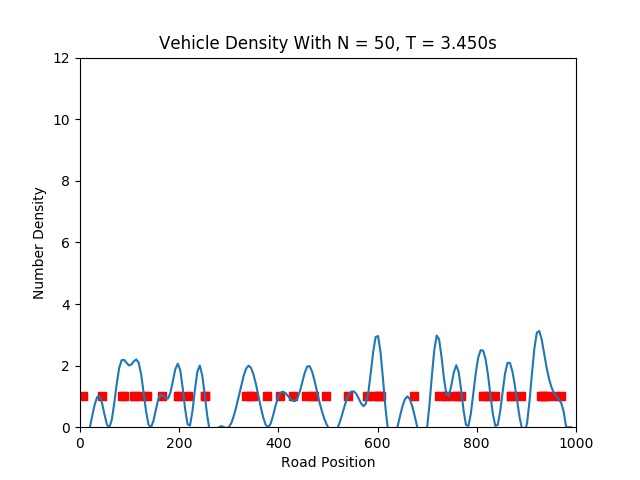 Vehicle Density With N = 50, T = 3.450s
12
10
8
6
4
2
0
Number Density
0 200 400 600 800 1000
Road Position